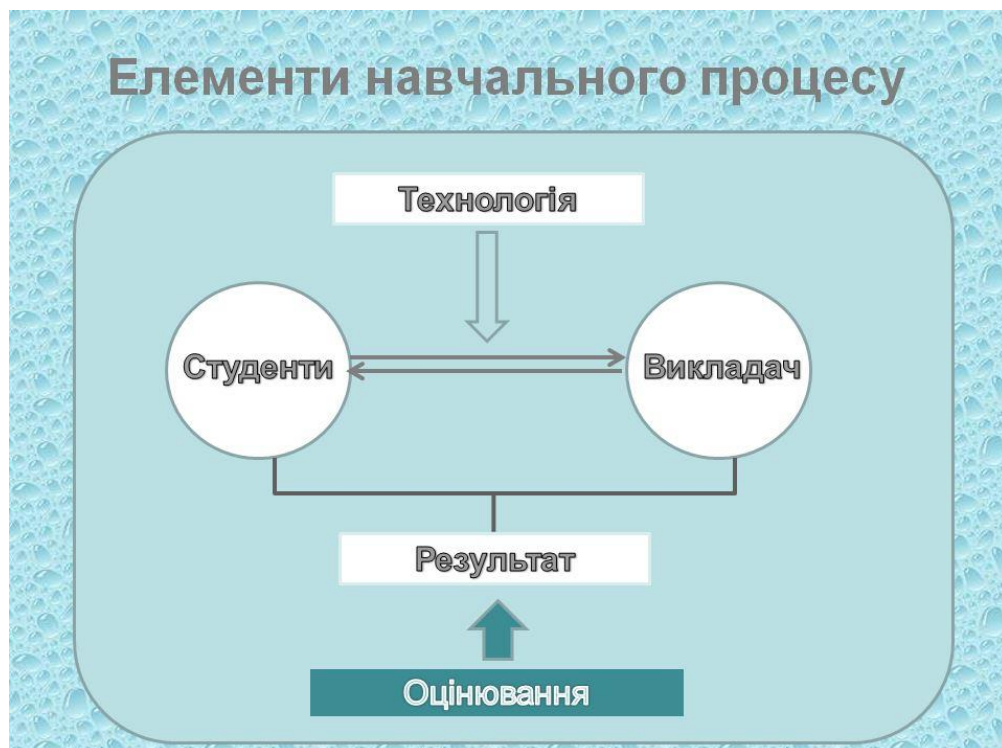 Елементи навчального процесу
Технологія
Студенти
Викладач
Результат
Оцінювання